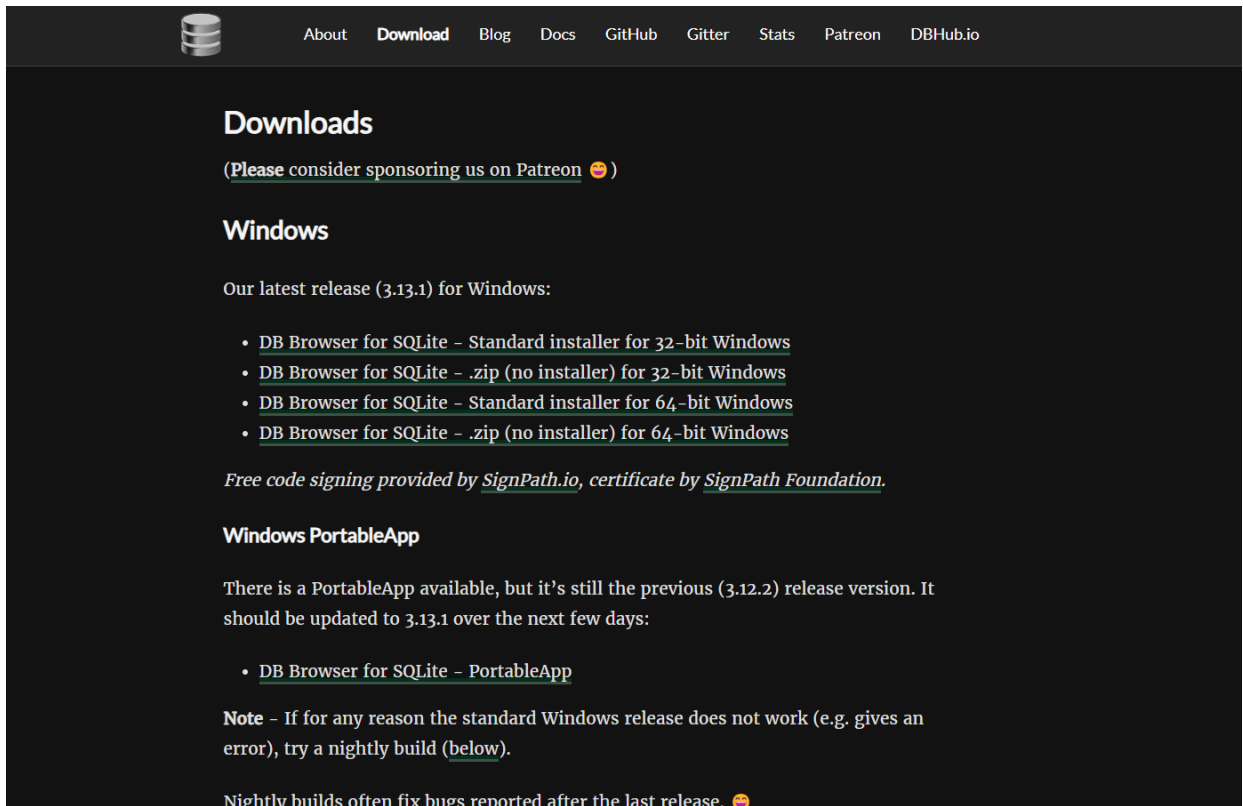 About Download Blog Docs GitHub Gitter Stats Patreon DBHub.io
Downloads
(Please consider sponsoring us on Patreon 😄)
Windows
Our latest release (3.13.1) for Windows:
• DB Browser for SQLite – Standard installer for 32-bit Windows
• DB Browser for SQLite – .zip (no installer) for 32-bit Windows
• DB Browser for SQLite – Standard installer for 64-bit Windows
• DB Browser for SQLite – .zip (no installer) for 64-bit Windows
Free code signing provided by SignPath.io, certificate by SignPath Foundation.
Windows PortableApp
There is a PortableApp available, but it’s still the previous (3.12.2) release version. It
should be updated to 3.13.1 over the next few days:
• DB Browser for SQLite – PortableApp
Note – If for any reason the standard Windows release does not work (e.g. gives an
error), try a nightly build (below).
Nightly builds often fix bugs reported after the last release. 😄